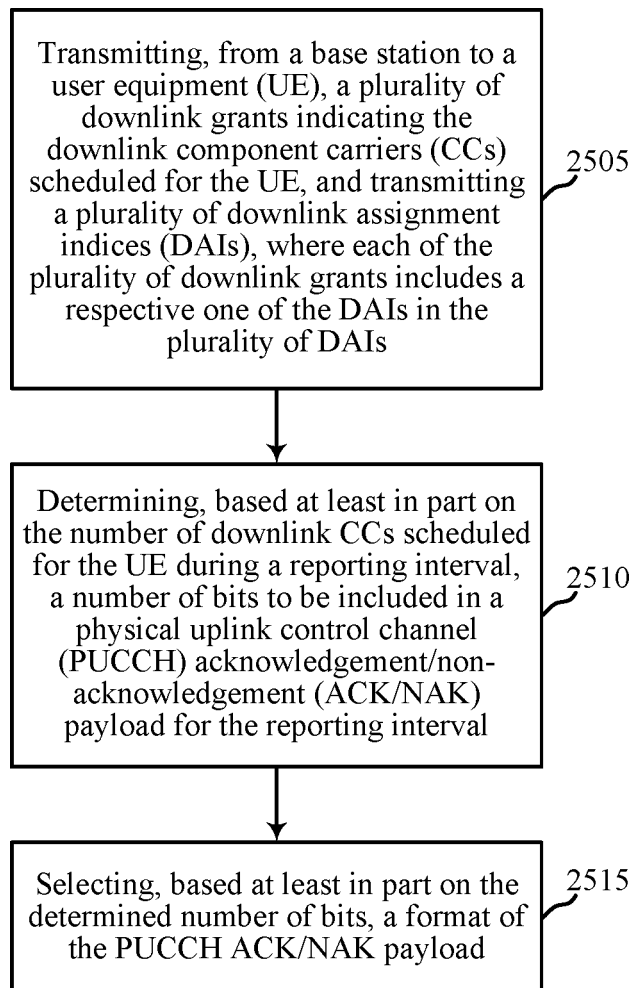 Transmitting, from a base station to a
user equipment (UE), a plurality of
downlink grants indicating the
downlink component carriers (CCs)
scheduled for the UE, and transmitting
a plurality of downlink assignment
indices (DAIs), where each of the
plurality of downlink grants includes a
respective one of the DAIs in the
plurality of DAIs
2505
Determining, based at least in part on
the number of downlink CCs scheduled
for the UE during a reporting interval,
a number of bits to be included in a
physical uplink control channel
(PUCCH) acknowledgement/non-
acknowledgement (ACK/NAK)
payload for the reporting interval
2510
Selecting, based at least in part on the
determined number of bits, a format of
the PUCCH ACK/NAK payload
2515